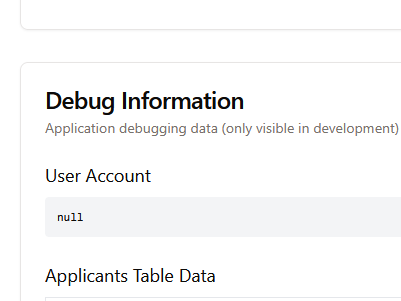 Debug Information
Application debugging data (only visible in development)
User Account
null
Applicants Table Data